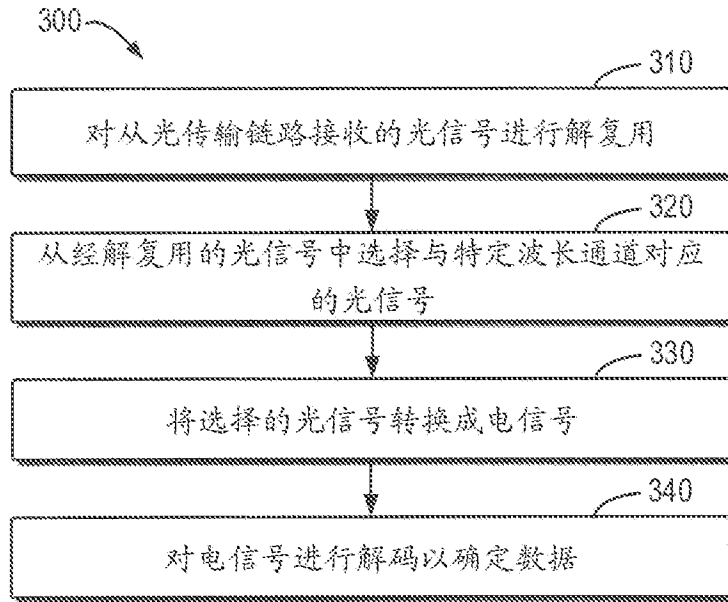 300
310
对从光传输链路接收的光信号进行解复用
320
从经解复用的光信号中选择与特定波长通道对应
的光信号
330
将选择的光信号转换成电信号
340
对电信号进行解码以确定数据